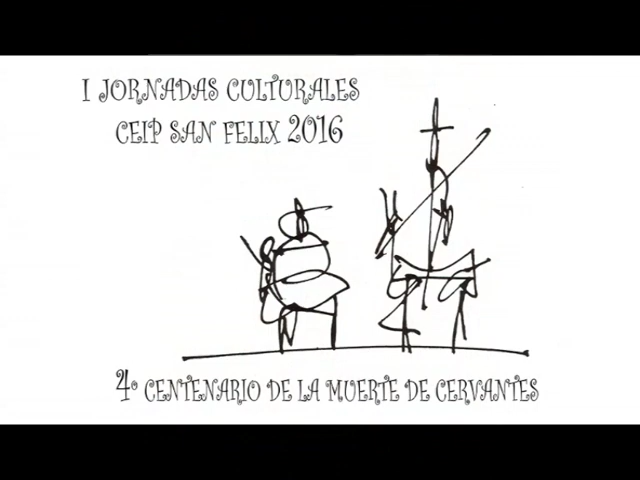 I JORNADAS CULTURALES
CEIP SAN FELIX 2016
4º CENTENARIO DE LA MUERTE DE CERVANTES